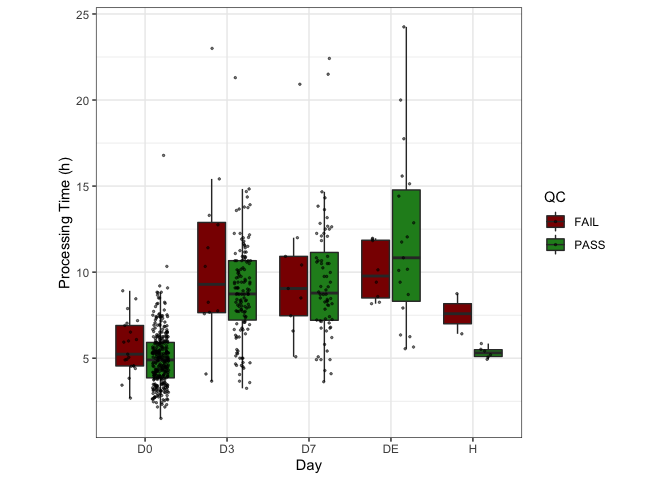 25
20
15
10
5
Processing Time (h)
D0 D3 D7 DE H
Day
QC
FAIL
PASS